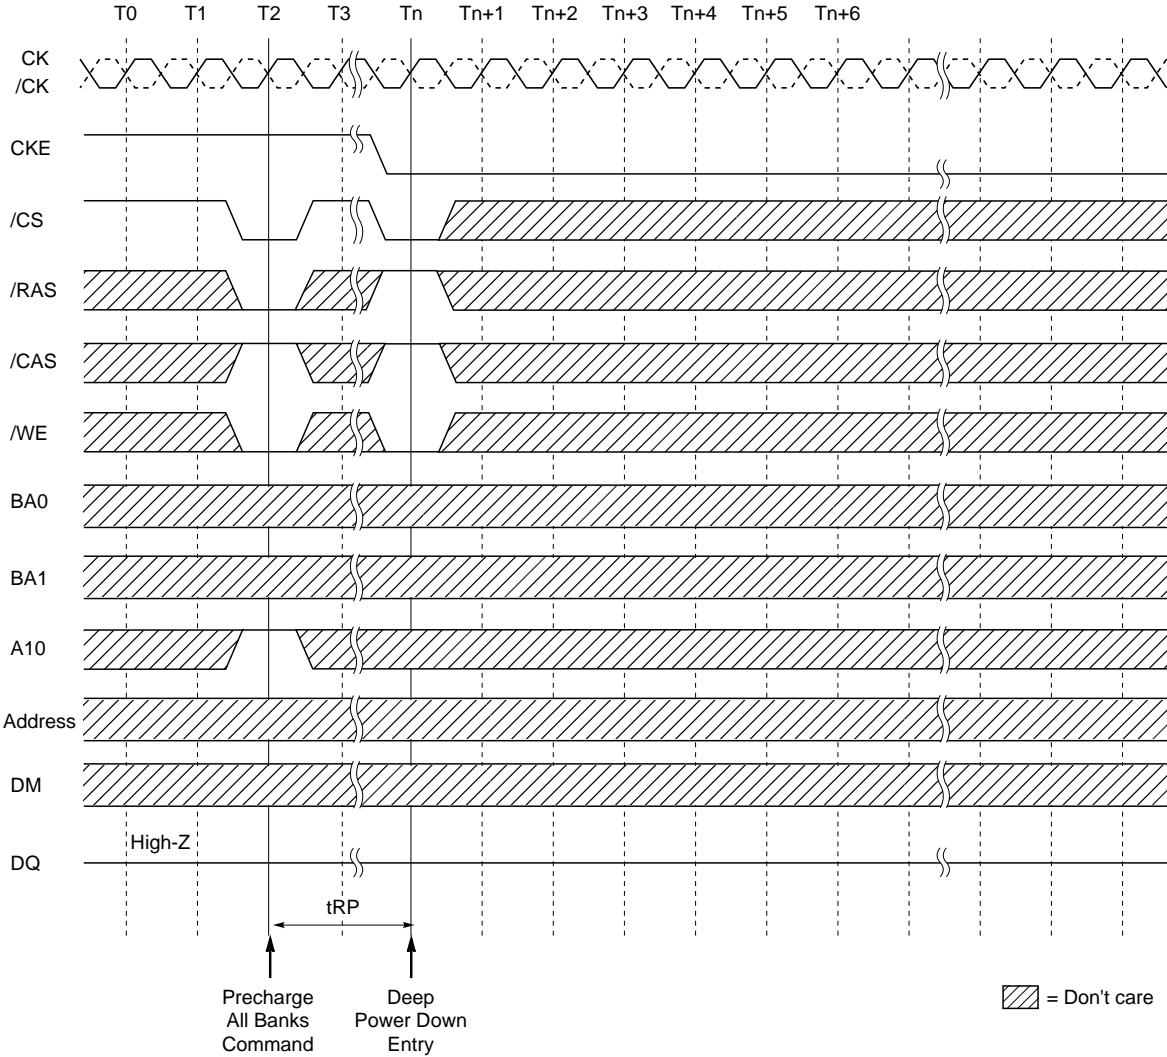 T0 T1 T2 T3 Tn Tn+1 Tn+2 Tn+3 Tn+4 Tn+5 Tn+6
CK
/CK
CKE
/CS
/RAS
/CAS
/WE
BA0
BA1
A10
Address
DM
High-Z
DQ
tRP
Precharge
All Banks
Command
Deep
Power Down
Entry
= Don't care